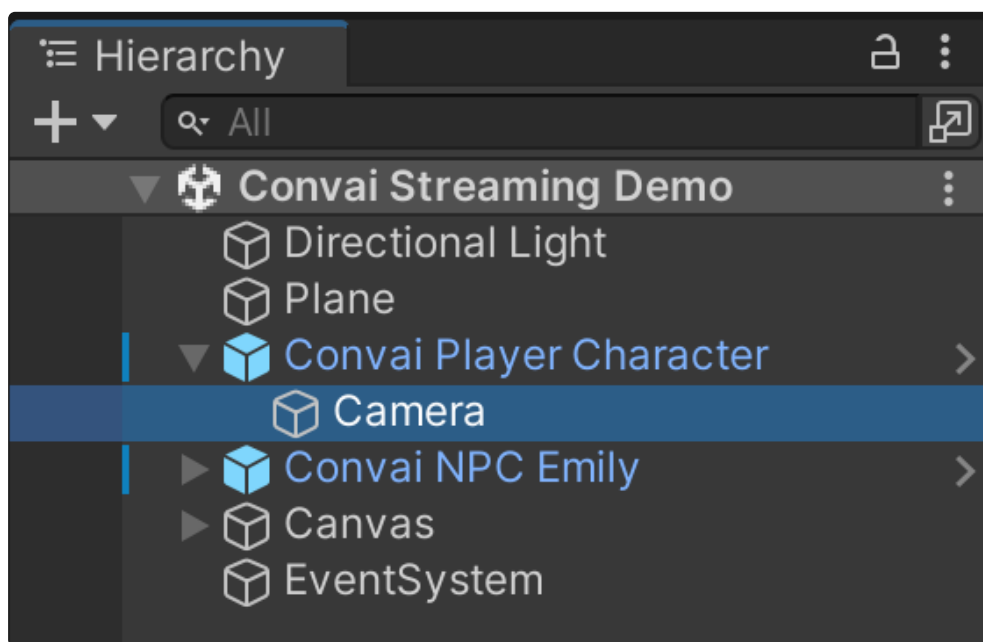 Hierarchy
All
Convai Streaming Demo
Directional Light
Plane
Convai Player Character
Camera
Convai NPC Emily
Canvas
EventSystem